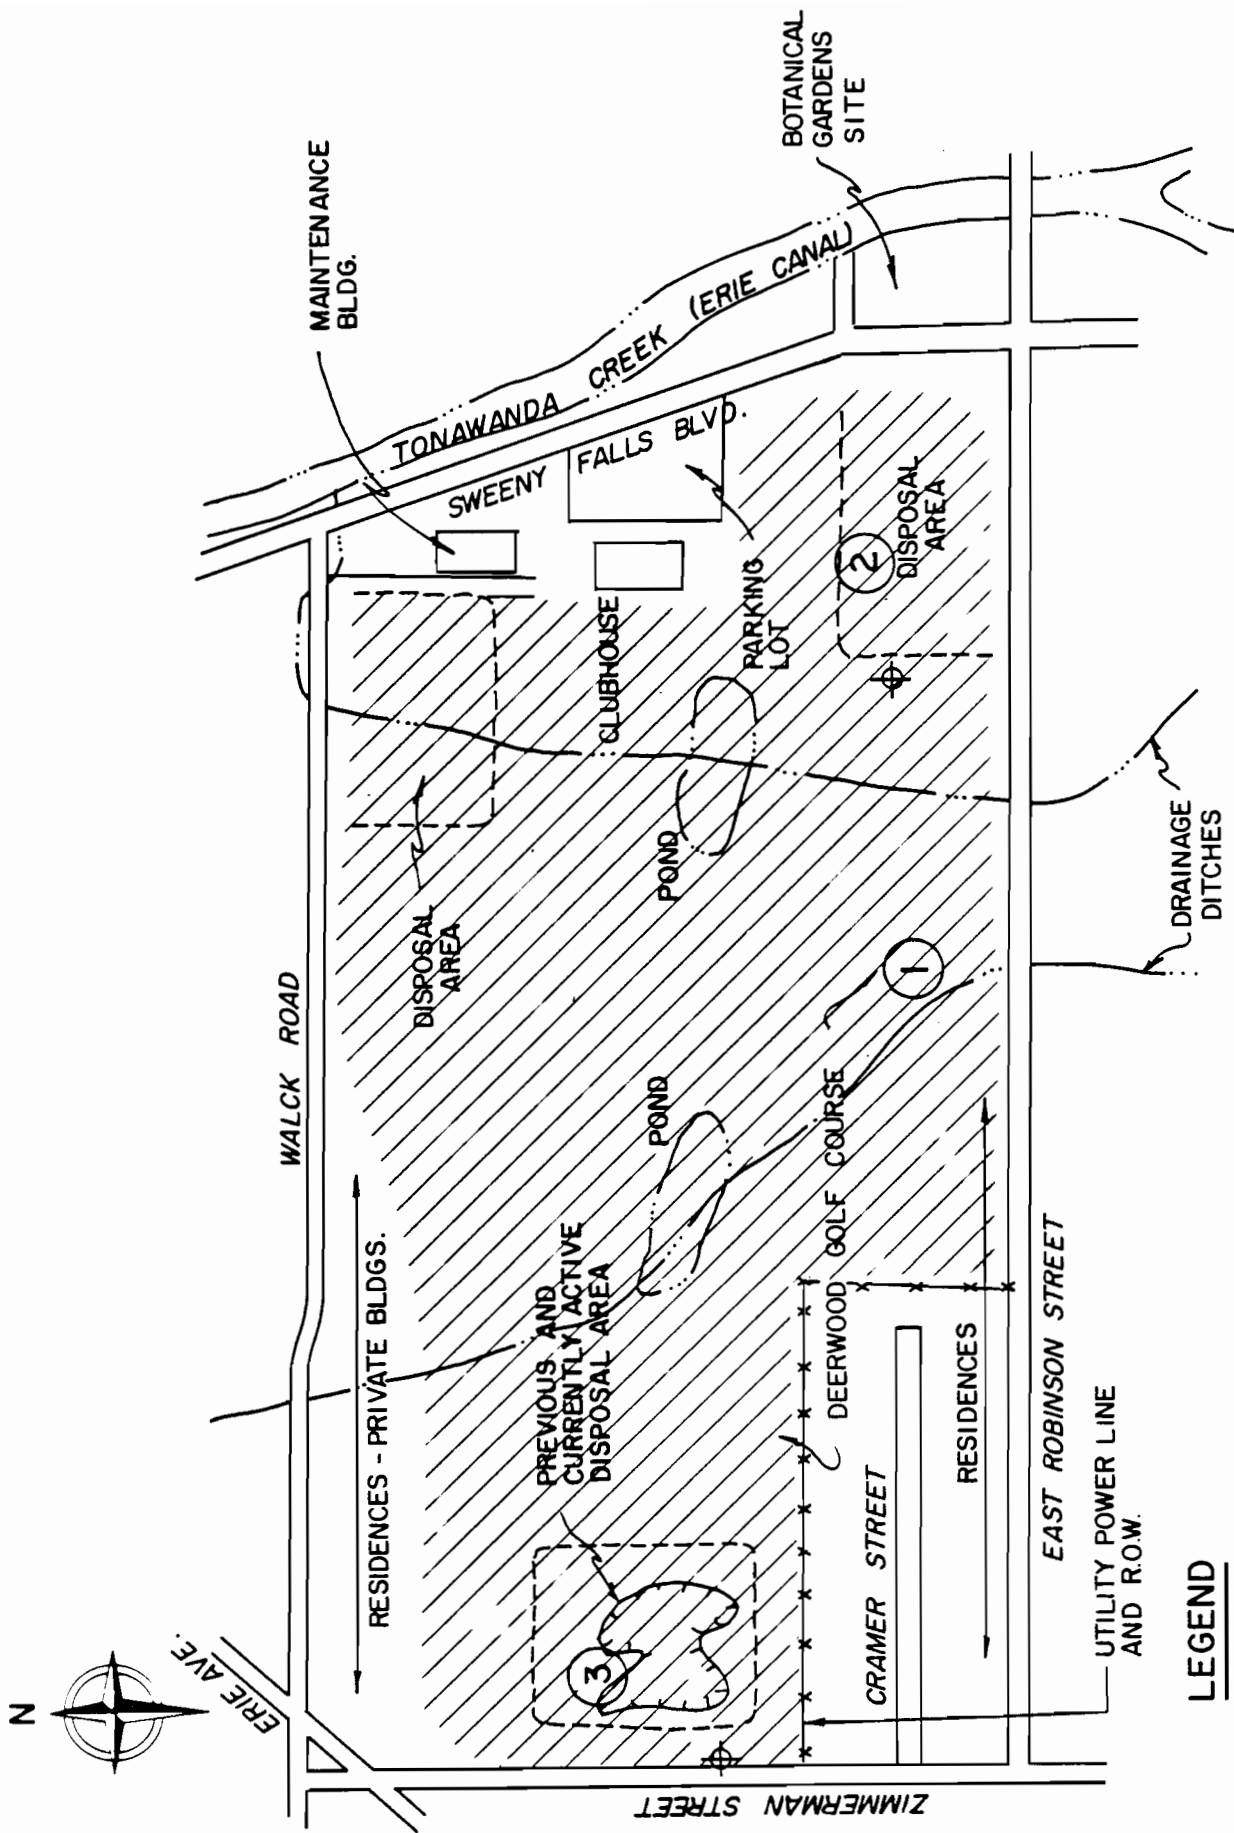 N
ERIE AVE.
WALCK ROAD
RESIDENCES - PRIVATE BLDGS.
MAINTENANCE
BLDG.
BOTANICAL
GARDENS
SITE
TONAWANDA CREEK (ERIE CANAL)
SWEENY FALLS BLVD.
DISPOSAL
AREA
CLUBHOUSE
PARKING
LOT
POND
POND
2
DISPOSAL
AREA
PREVIOUS AND
CURRENTLY ACTIVE
DISPOSAL AREA
3
1
DEERWOOD GOLF COURSE
CRAMER STREET
RESIDENCES
ZIMMERMAN STREET
EAST ROBINSON STREET
UTILITY POWER LINE
AND R.O.W.
DRAINAGE
DITCHES
LEGEND